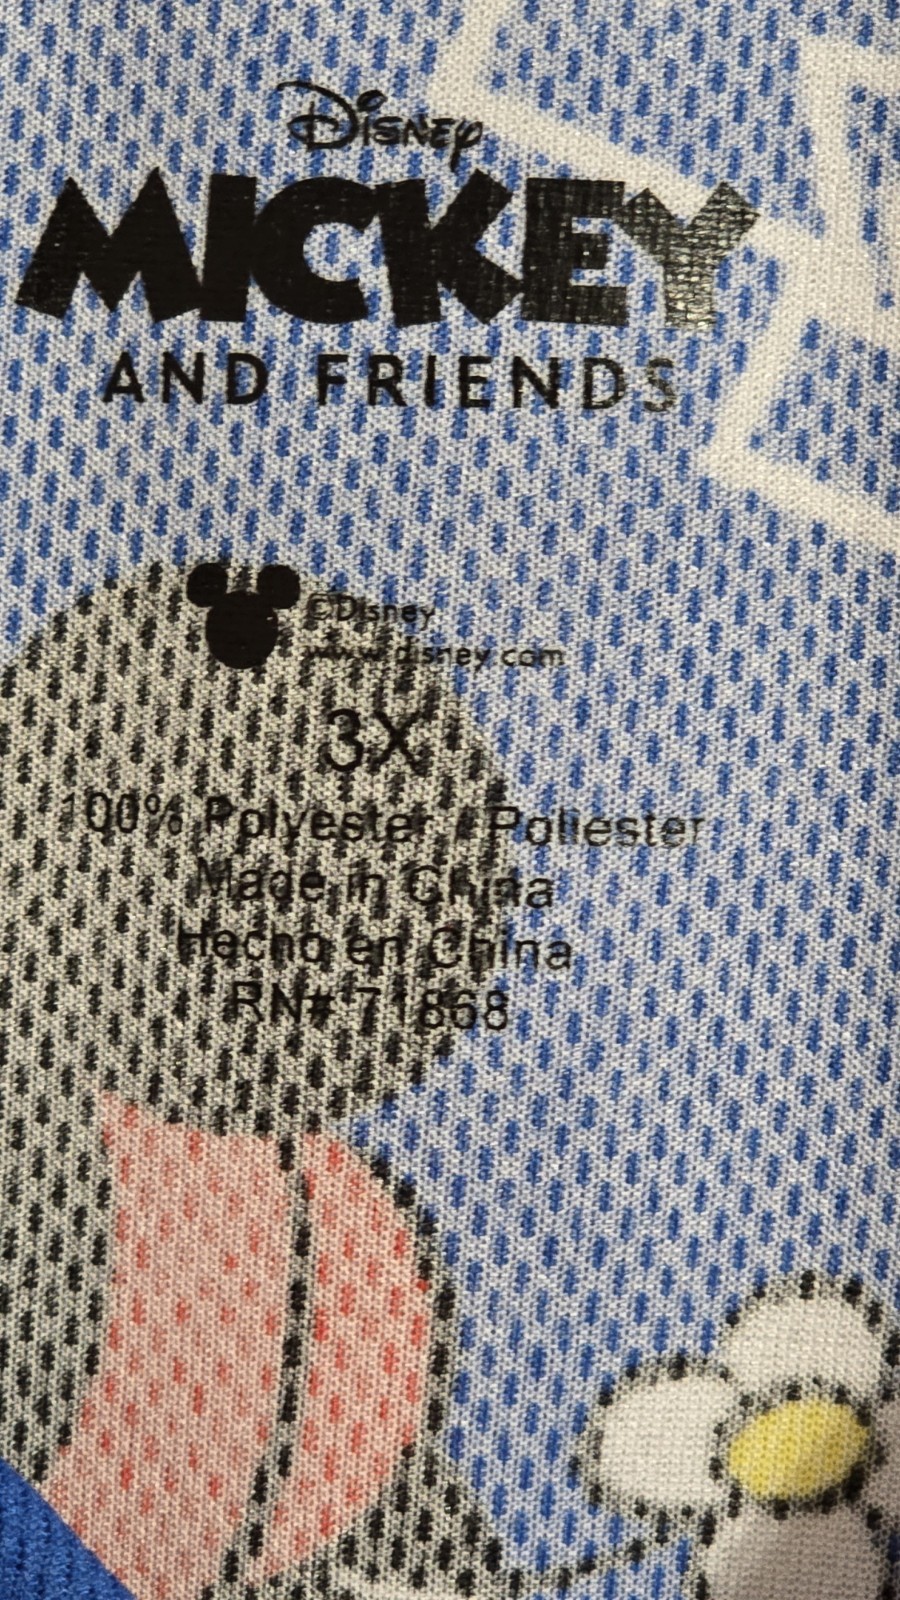 Disney
MICKEY
AND FRIENDS
©Disney
www.disney.com
3X
100% Polyester / Poliester
Made in China
Hecho en China
RN# 71868